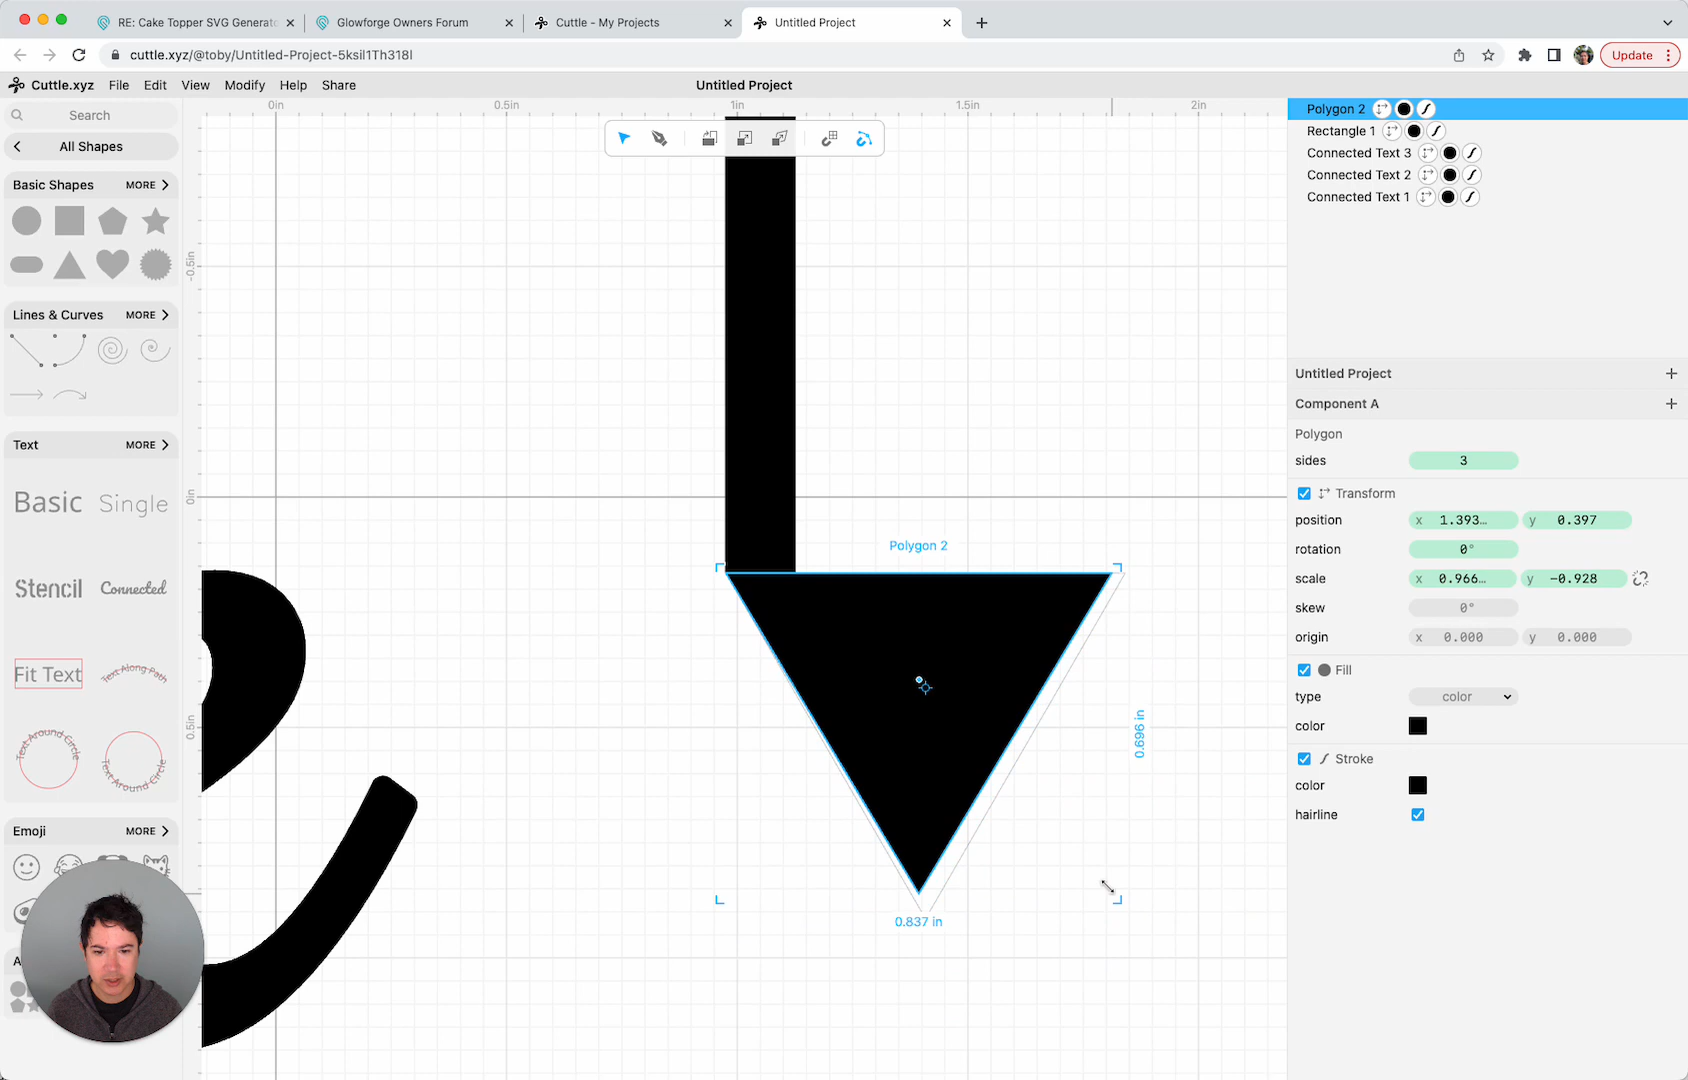 RE: Cake Topper SVG Generato
Glowforge Owners Forum
Cuttle - My Projects
Untitled Project
cuttle.xyz/@toby/Untitled-Project-5ksil1Th318l
Update
Cuttle.xyz File Edit View Modify Help Share
Untitled Project
Search
All Shapes
Basic Shapes MORE
Lines & Curves MORE
Text MORE
Basic Single
Stencil Connected
Fit Text Text Along Path
Text Around Circle Text Around Circle
Emoji MORE
A
0in 0.5in 1in 1.5in 2in
-0.5in
0in
0.5in
Polygon 2
0.696 in
0.837 in
Polygon 2
Rectangle 1
Connected Text 3
Connected Text 2
Connected Text 1
Untitled Project
Component A
Polygon
sides 3
Transform
position x 1.393… y 0.397
rotation 0°
scale x 0.966… y -0.928
skew 0°
origin x 0.000 y 0.000
Fill
type color
color
Stroke
color
hairline